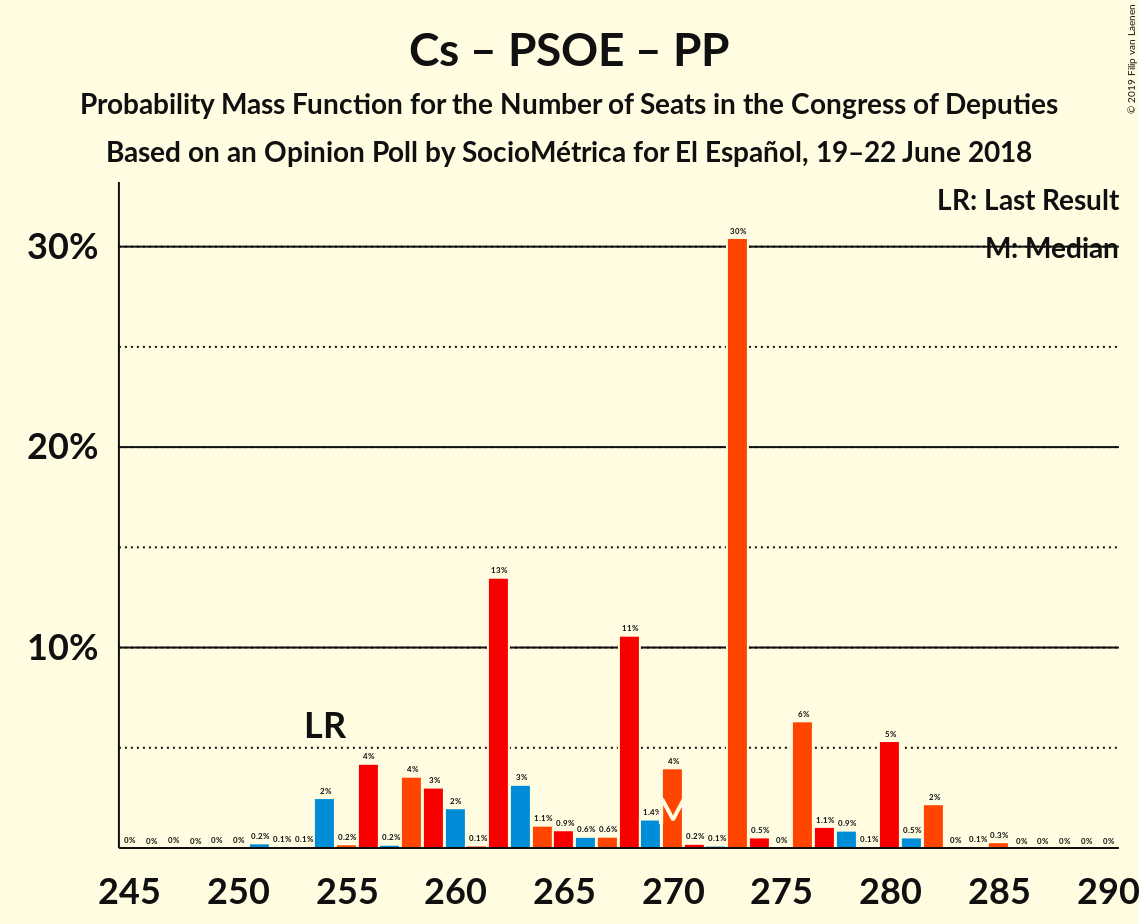 Cs – PSOE – PP
Probability Mass Function for the Number of Seats in the Congress of Deputies
Based on an Opinion Poll by SocioMétrica for El Español, 19–22 June 2018
© 2019 Filip van Laenen
LR: Last Result
M: Median
30%
20%
10%
LR
0% 0% 0% 0% 0% 0% 0.2% 0.1% 0.1% 2% 0.2% 4% 0.2% 4% 3% 2% 0.1% 13% 3% 1.1% 0.9% 0.6% 0.6% 11% 1.4% 4% 0.2% 0.1% 30% 0.5% 0% 6% 1.1% 0.9% 0.1% 5% 0.5% 2% 0% 0.1% 0.3% 0% 0% 0% 0% 0%
M
245 250 255 260 265 270 275 280 285 290